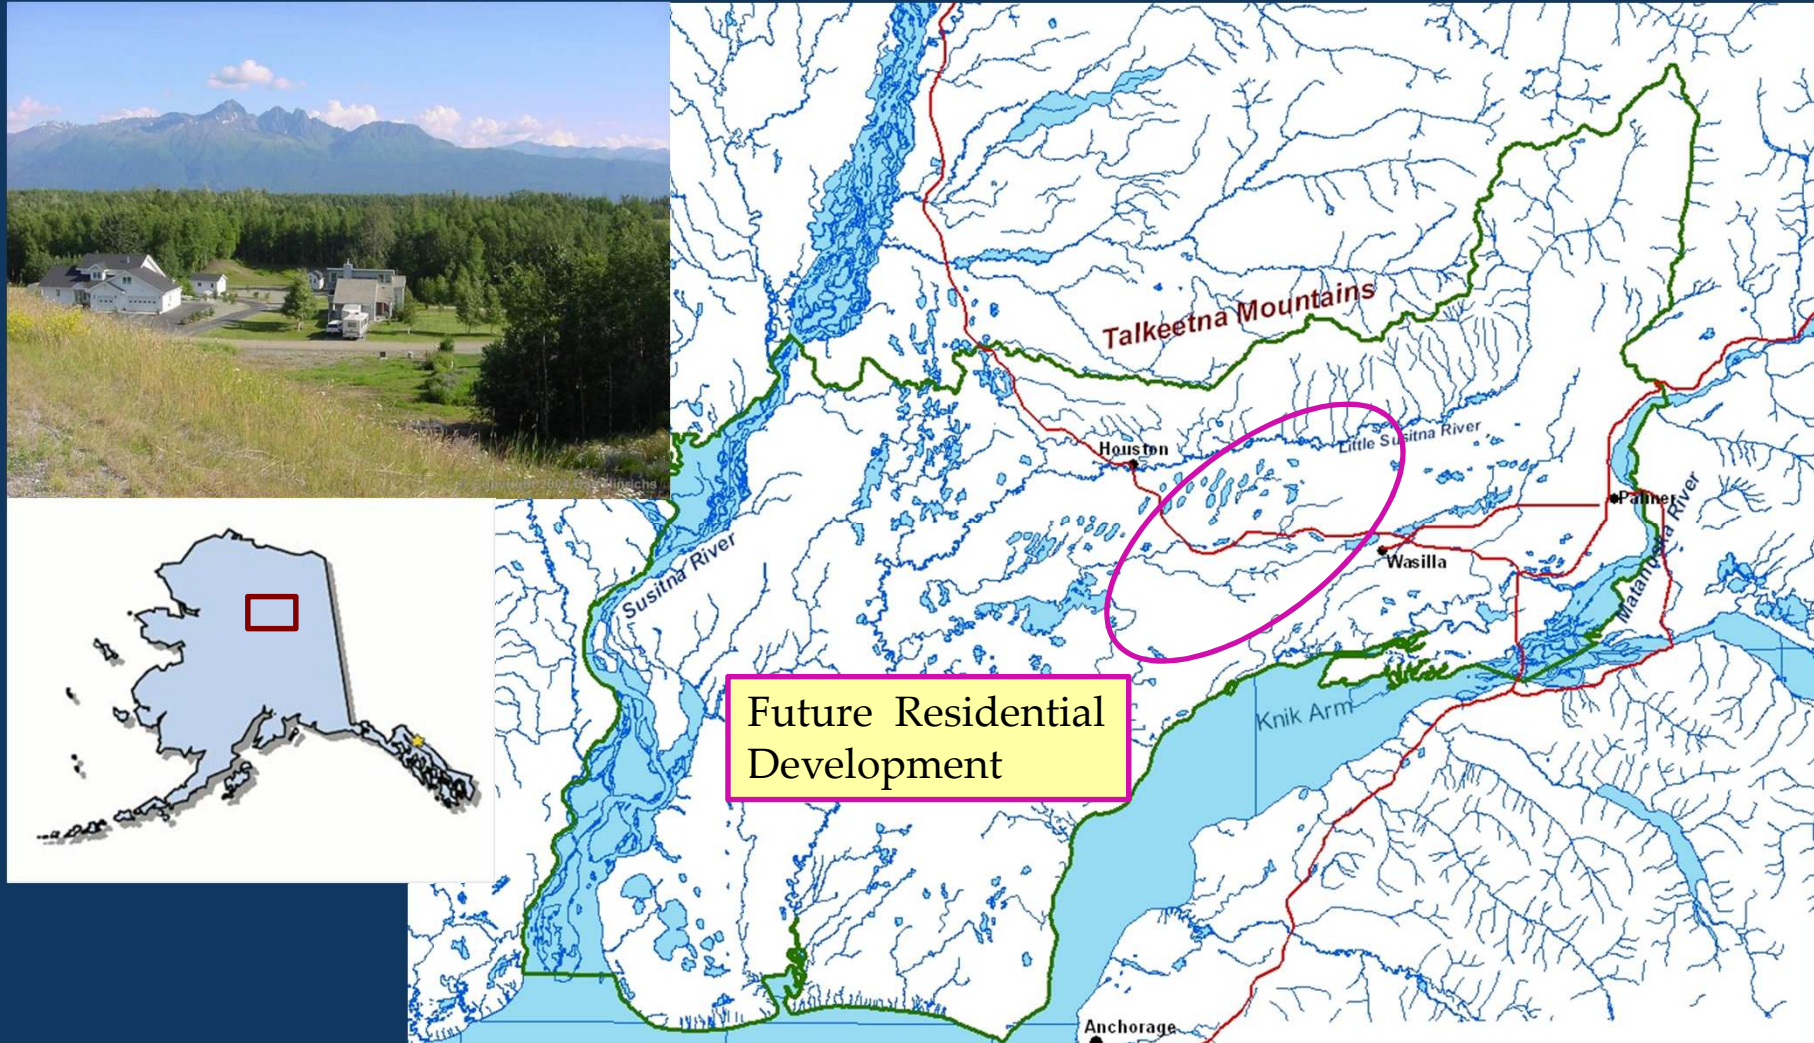 Talkeetna Mountains
Houston
Little Susitna River
Palmer
Wasilla
Matanuska River
Susitna River
Future Residential
Development
Knik Arm
Anchorage